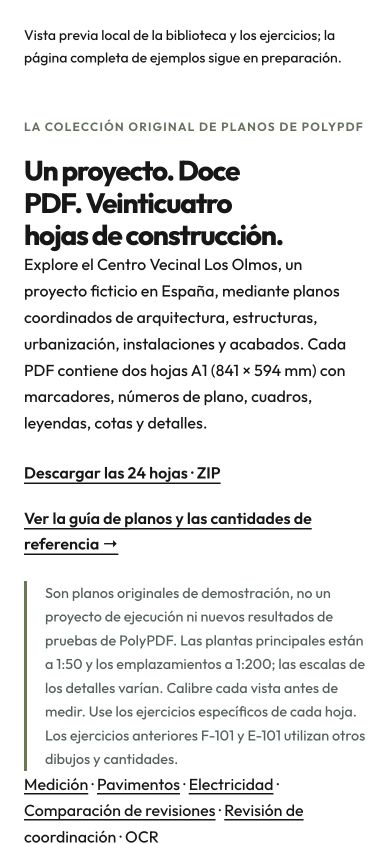 Vista previa local de la biblioteca y los ejercicios; la
página completa de ejemplos sigue en preparación.
LA COLECCIÓN ORIGINAL DE PLANOS DE POLYPDF
Un proyecto. Doce
PDF. Veinticuatro
hojas de construcción.
Explore el Centro Vecinal Los Olmos, un
proyecto ficticio en España, mediante planos
coordinados de arquitectura, estructuras,
urbanización, instalaciones y acabados. Cada
PDF contiene dos hojas A1 (841 × 594 mm) con
marcadores, números de plano, cuadros,
leyendas, cotas y detalles.
Descargar las 24 hojas · ZIP
Ver la guía de planos y las cantidades de
referencia →
Son planos originales de demostración, no un
proyecto de ejecución ni nuevos resultados de
pruebas de PolyPDF. Las plantas principales están
a 1:50 y los emplazamientos a 1:200; las escalas de
los detalles varían. Calibre cada vista antes de
medir. Use los ejercicios específicos de cada hoja.
Los ejercicios anteriores F-101 y E-101 utilizan otros
dibujos y cantidades.
Medición · Pavimentos · Electricidad ·
Comparación de revisiones · Revisión de
coordinación · OCR